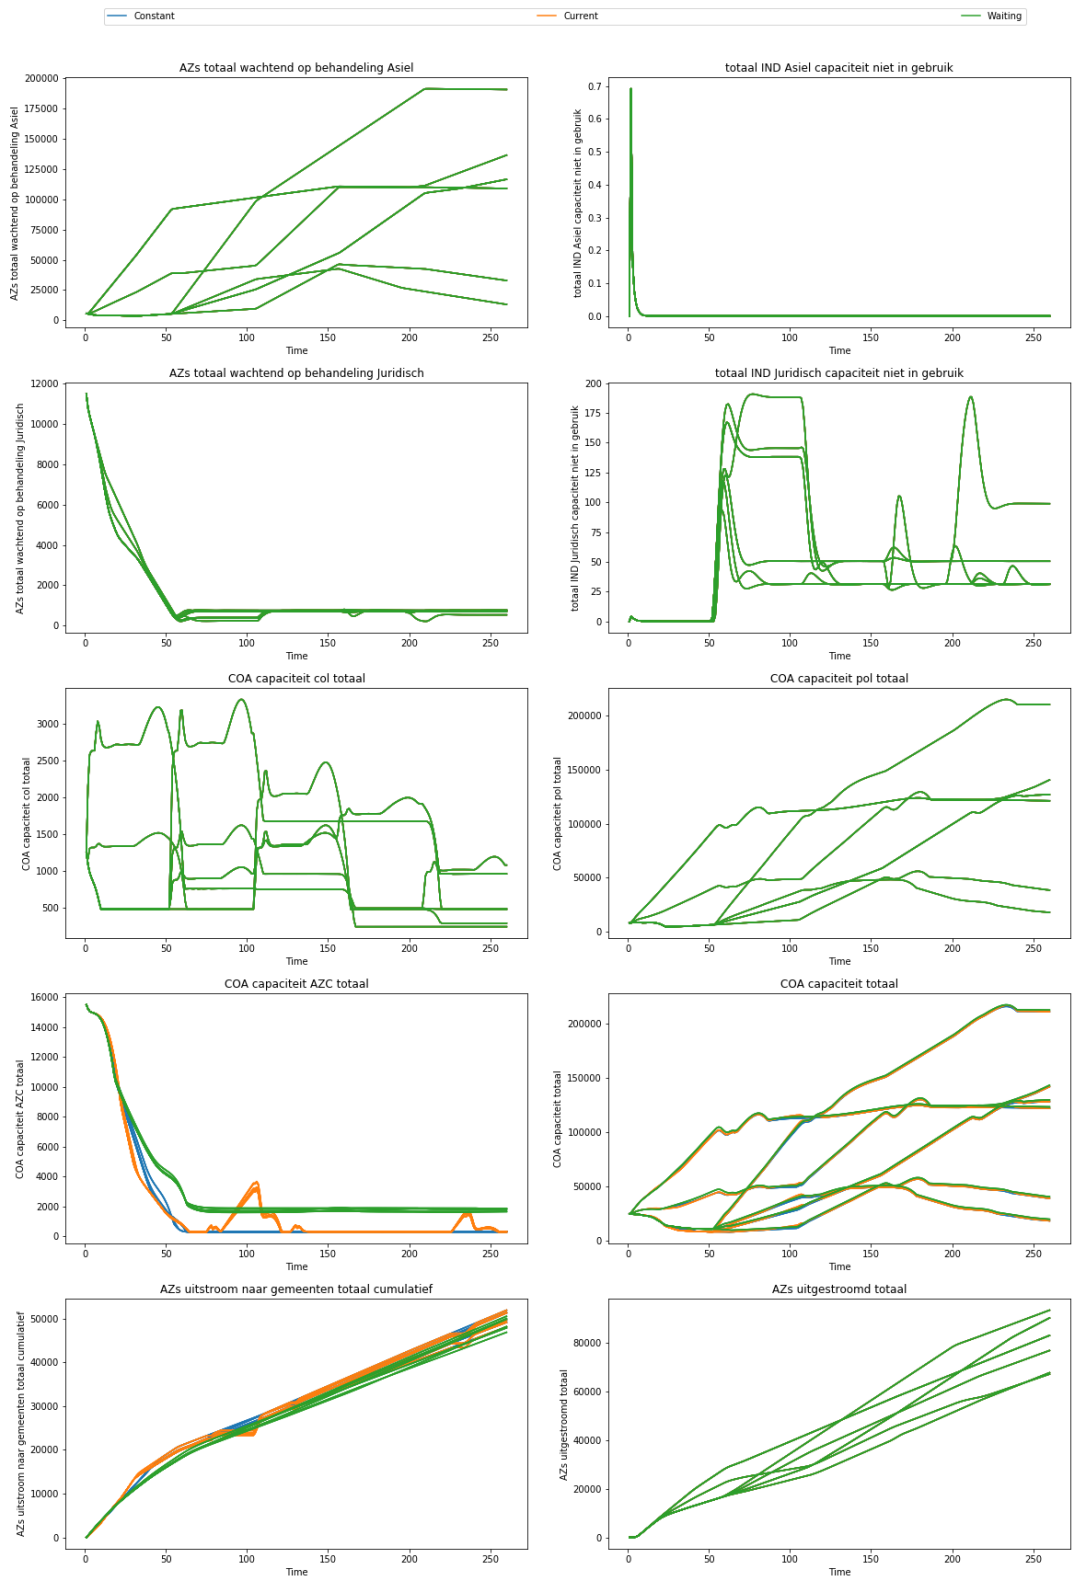 Constant Current Waiting
AZs totaal wachtend op behandeling Asiel
AZs totaal wachtend op behandeling Asiel
200000
175000
150000
125000
100000
75000
50000
25000
0
0 50 100 150 200 250
Time
totaal IND Asiel capaciteit niet in gebruik
totaal IND Asiel capaciteit niet in gebruik
0.7
0.6
0.5
0.4
0.3
0.2
0.1
0.0
0 50 100 150 200 250
Time
AZs totaal wachtend op behandeling Juridisch
AZs totaal wachtend op behandeling Juridisch
12000
10000
8000
6000
4000
2000
0
0 50 100 150 200 250
Time
totaal IND Juridisch capaciteit niet in gebruik
totaal IND Juridisch capaciteit niet in gebruik
200
175
150
125
100
75
50
25
0
0 50 100 150 200 250
Time
COA capaciteit col totaal
COA capaciteit col totaal
3000
2500
2000
1500
1000
500
0 50 100 150 200 250
Time
COA capaciteit pol totaal
COA capaciteit pol totaal
200000
150000
100000
50000
0
0 50 100 150 200 250
Time
COA capaciteit AZC totaal
COA capaciteit AZC totaal
16000
14000
12000
10000
8000
6000
4000
2000
0
0 50 100 150 200 250
Time
COA capaciteit totaal
COA capaciteit totaal
200000
150000
100000
50000
0
0 50 100 150 200 250
Time
AZs uitstroom naar gemeenten totaal cumulatief
AZs uitstroom naar gemeenten totaal cumulatief
50000
40000
30000
20000
10000
0
0 50 100 150 200 250
Time
AZs uitgestroomd totaal
AZs uitgestroomd totaal
80000
60000
40000
20000
0
0 50 100 150 200 250
Time